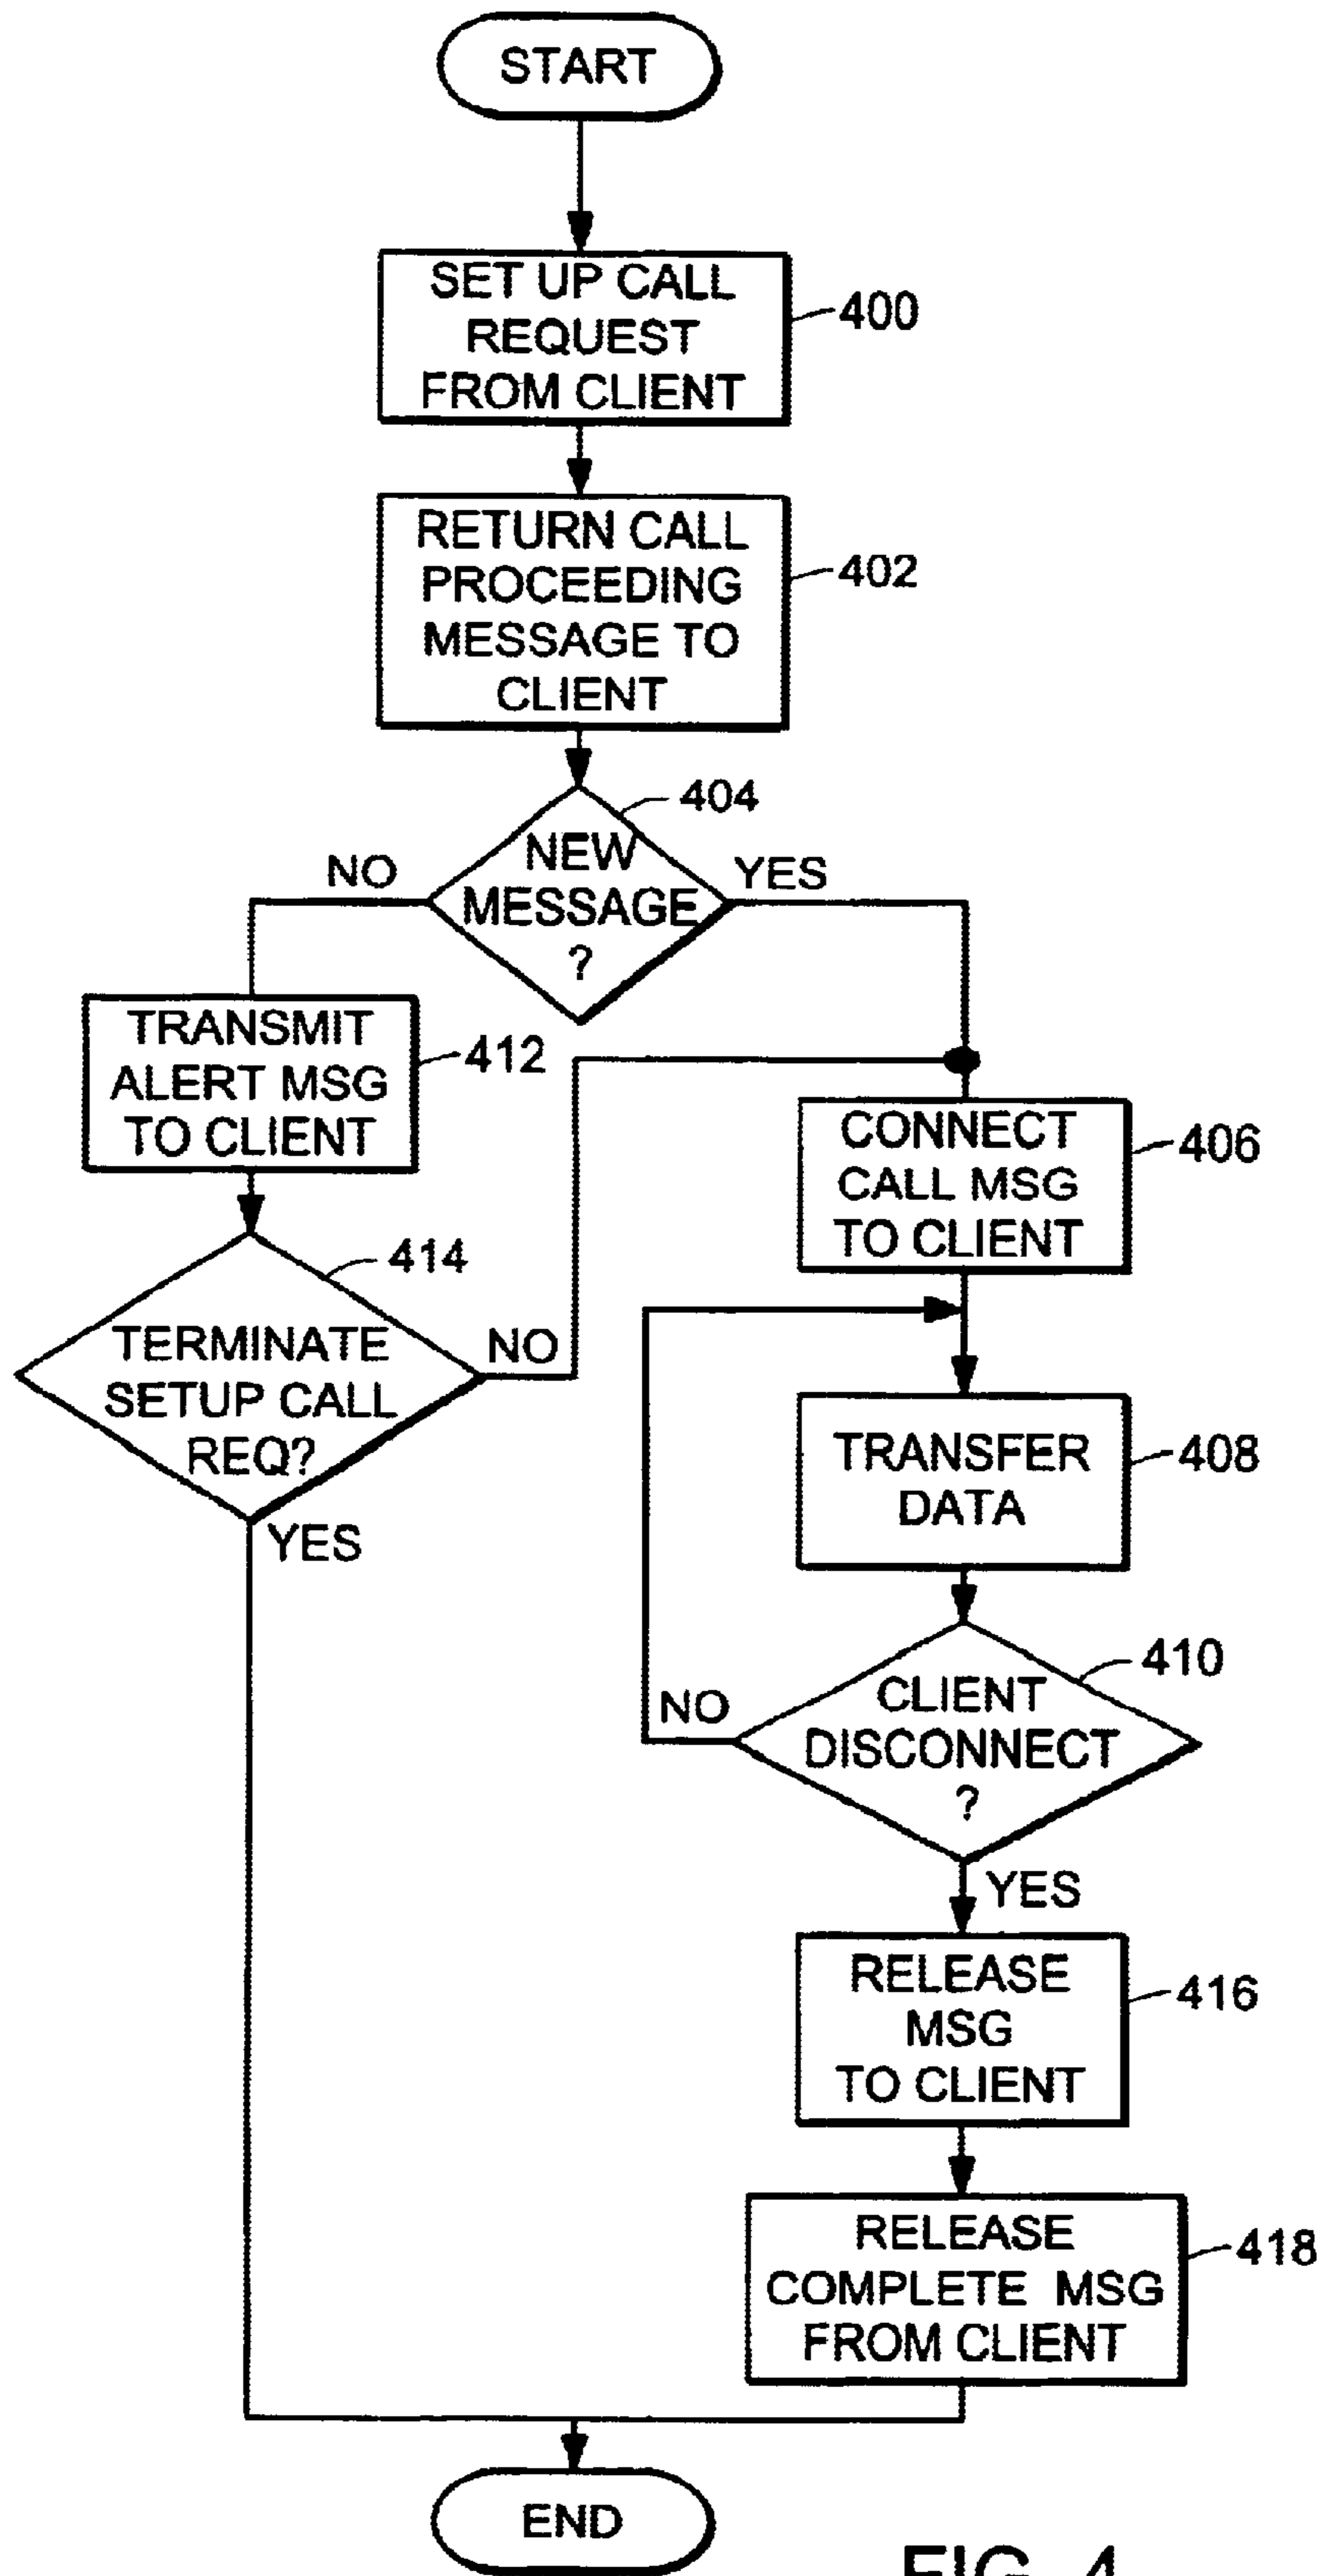 START
SET UP CALL
REQUEST
FROM CLIENT
400
RETURN CALL
PROCEEDING
MESSAGE TO
CLIENT
402
404
NEW
MESSAGE
?
NO
YES
TRANSMIT
ALERT MSG
TO CLIENT
412
CONNECT
CALL MSG
TO CLIENT
406
414
TERMINATE
SETUP CALL
REQ?
NO
YES
TRANSFER
DATA
408
410
CLIENT
DISCONNECT
?
NO
YES
RELEASE
MSG
TO CLIENT
416
RELEASE
COMPLETE MSG
FROM CLIENT
418
END
FIG. 4